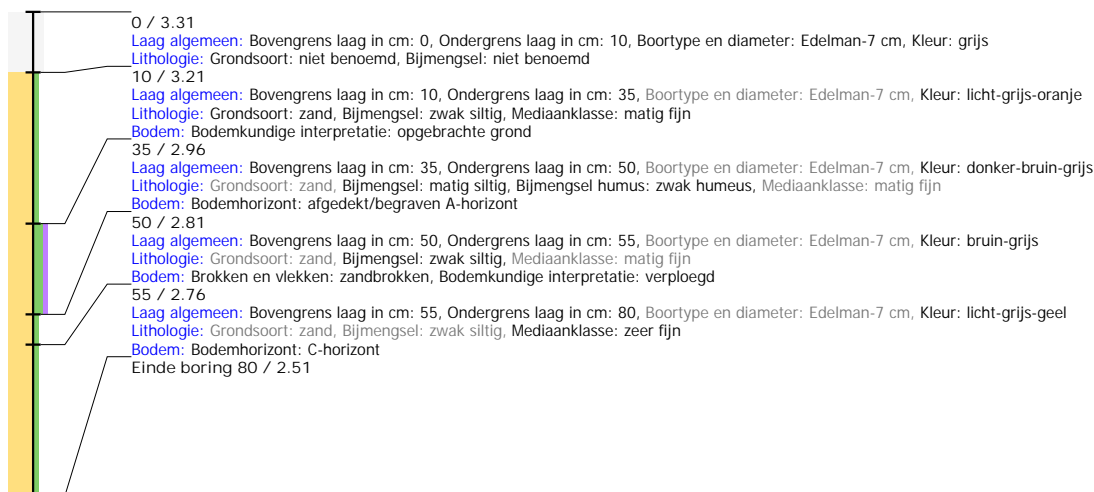 0 / 3.31
Laag algemeen: Bovengrens laag in cm: 0, Ondergrens laag in cm: 10, Boortype en diameter: Edelman-7 cm, Kleur: grijs
Lithologie: Grondsoort: niet benoemd, Bijmengsel: niet benoemd
10 / 3.21
Laag algemeen: Bovengrens laag in cm: 10, Ondergrens laag in cm: 35, Boortype en diameter: Edelman-7 cm, Kleur: licht-grijs-oranje
Lithologie: Grondsoort: zand, Bijmengsel: zwak siltig, Mediaanklasse: matig fijn
Bodem: Bodemkundige interpretatie: opgebrachte grond
35 / 2.96
Laag algemeen: Bovengrens laag in cm: 35, Ondergrens laag in cm: 50, Boortype en diameter: Edelman-7 cm, Kleur: donker-bruin-grijs
Lithologie: Grondsoort: zand, Bijmengsel: matig siltig, Bijmengsel humus: zwak humeus, Mediaanklasse: matig fijn
Bodem: Bodemhorizont: afgedekt/begraven A-horizont
50 / 2.81
Laag algemeen: Bovengrens laag in cm: 50, Ondergrens laag in cm: 55, Boortype en diameter: Edelman-7 cm, Kleur: bruin-grijs
Lithologie: Grondsoort: zand, Bijmengsel: zwak siltig, Mediaanklasse: matig fijn
Bodem: Brokken en vlekken: zandbrokken, Bodemkundige interpretatie: verploegd
55 / 2.76
Laag algemeen: Bovengrens laag in cm: 55, Ondergrens laag in cm: 80, Boortype en diameter: Edelman-7 cm, Kleur: licht-grijs-geel
Lithologie: Grondsoort: zand, Bijmengsel: zwak siltig, Mediaanklasse: zeer fijn
Bodem: Bodemhorizont: C-horizont
Einde boring 80 / 2.51